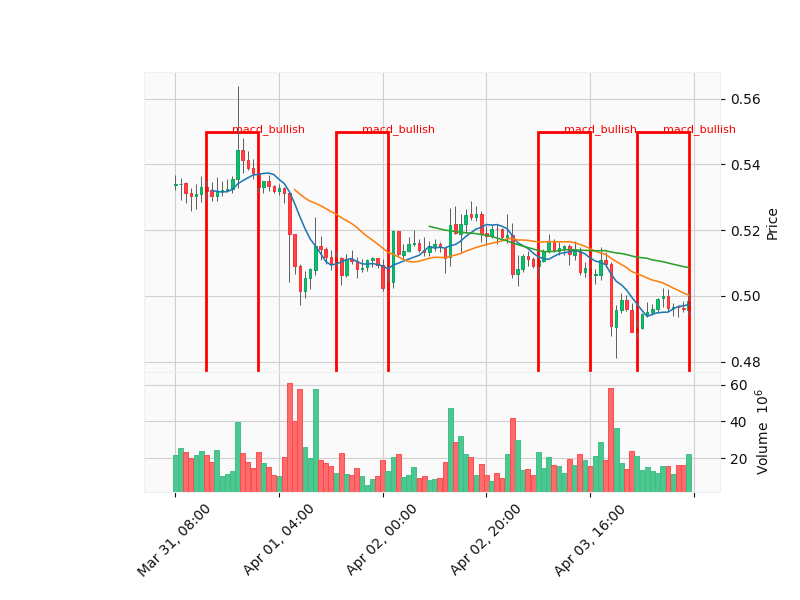 0.56
macd_bullish macd_bullish macd_bullish macd_bullish
0.54
0.52
0.50
0.48
Price
60
40
20
Volume 10^6
Mar 31, 08:00
Apr 01, 04:00
Apr 02, 00:00
Apr 02, 20:00
Apr 03, 16:00